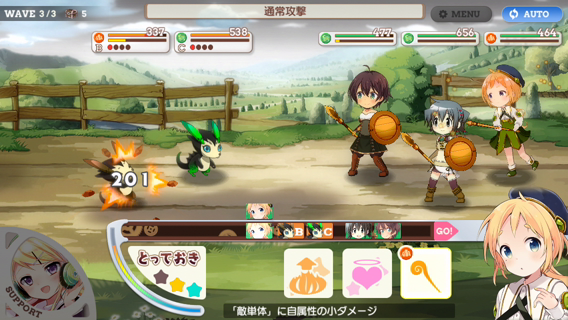 WAVE 3/3 5
通常攻撃
MENU
AUTO
337
538
477
656
464
B
C
201
B
C
GO!
とっておき
SUPPORT
「敵単体」に自属性の小ダメージ